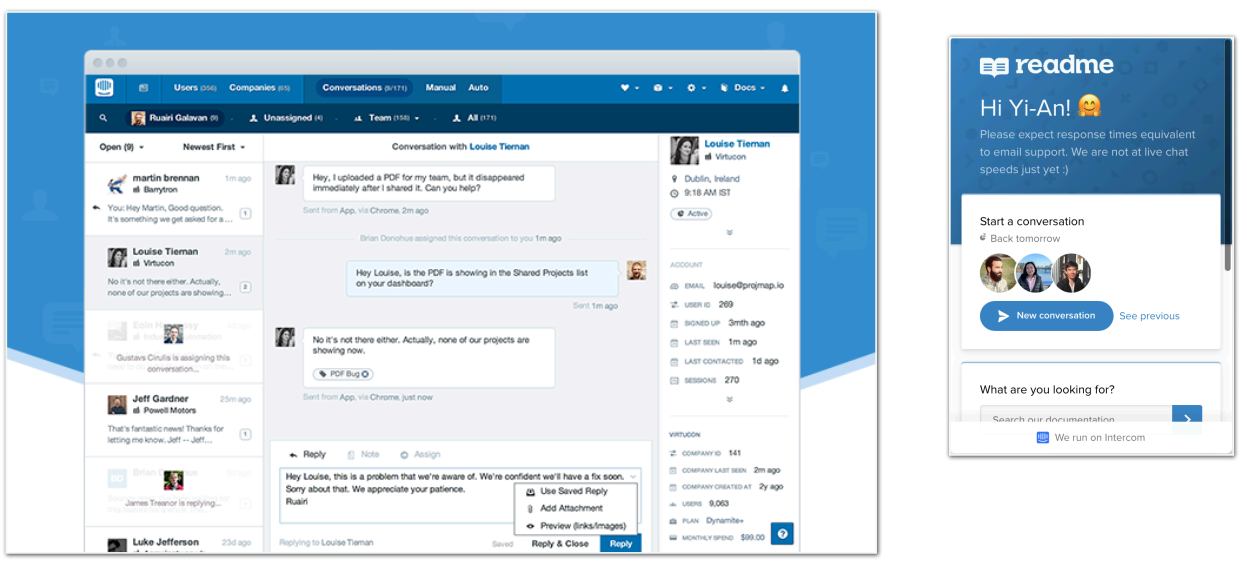 Users (356)
Companies (65)
Conversations (9/171)
Manual
Auto
Docs
Ruairi Galavan (9)
Unassigned (4)
Team (158)
All (171)
Open (9)
Newest First
martin brennan
1m ago
Barrytron
You: Hey Martin, Good question.
It's something we get asked for a ...
1
Louise Tiernan
2m ago
Virtucon
No it's not there either. Actually,
none of our projects are showing...
2
Gustavs Cirulis is assigning this
conversation...
Jeff Gardner
25m ago
Powell Motors
That's fantastic news! Thanks for
letting me know. Jeff -- Jeff,...
1
James Treanor is replying...
Luke Jefferson
23d ago
Conversation with Louise Tiernan
Hey, I uploaded a PDF for my team, but it disappeared
immediately after I shared it. Can you help?
Sent from App, via Chrome, 2m ago
Brian Donohue assigned this conversation to you 1m ago
Hey Louise, is the PDF is showing in the Shared Projects list
on your dashboard?
Sent 1m ago
No it's not there either. Actually, none of our projects are
showing now.
PDF Bug
Sent from App, via Chrome, just now
Reply
Note
Assign
Hey Louise, this is a problem that we're aware of. We're confident we'll have a fix soon.
Sorry about that. We appreciate your patience.
Ruairi
Use Saved Reply
Add Attachment
Preview (links/images)
Replying to Louise Tiernan
Saved
Reply & Close
Reply
Louise Tiernan
Virtucon
Dublin, Ireland
9:18 AM IST
Active
ACCOUNT
EMAIL louise@projmap.io
USER ID 269
SIGNED UP 3mth ago
LAST SEEN 1m ago
LAST CONTACTED 1d ago
SESSIONS 270
VIRTUCON
COMPANY ID 141
COMPANY LAST SEEN 2m ago
COMPANY CREATED AT 2y ago
USERS 9,063
PLAN Dynamite+
MONTHLY SPEND $99.00
?
readme
Hi Yi-An! 🤗
Please expect response times equivalent
to email support. We are not at live chat
speeds just yet :)
Start a conversation
Back tomorrow
New conversation
See previous
What are you looking for?
Search our documentation
We run on Intercom